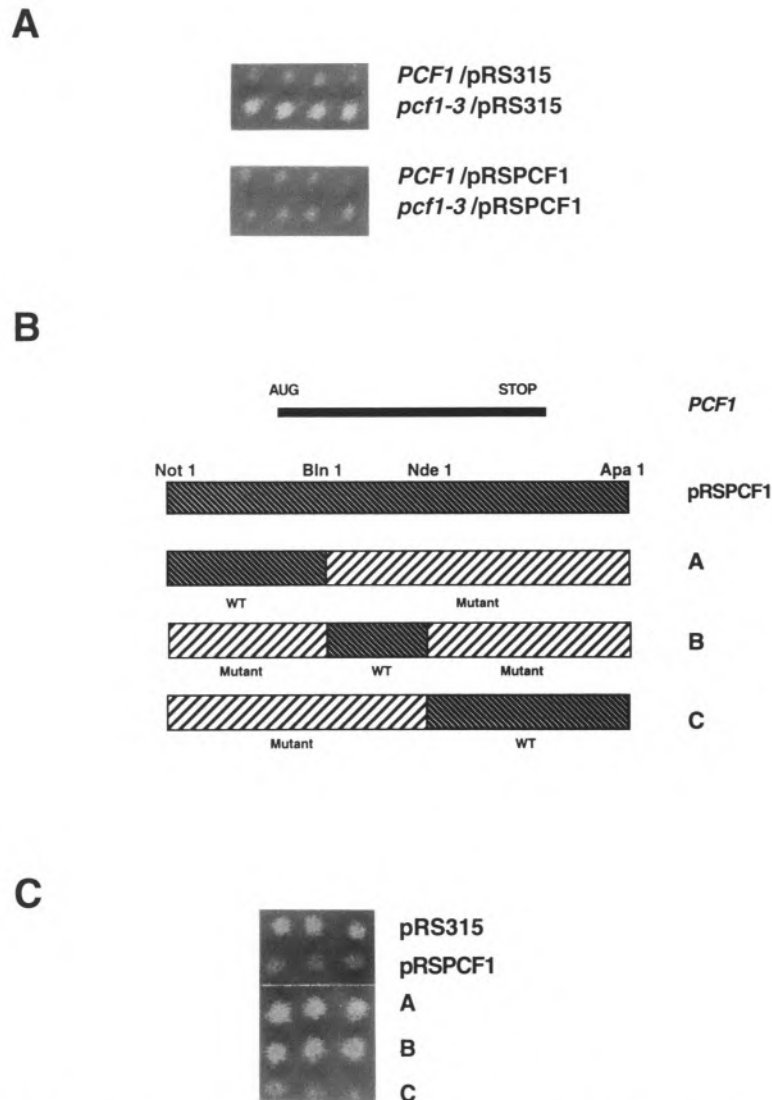 A
PCF1/pRS315
pcf1-3/pRS315
PCF1/pRSPCF1
pcf1-3/pRSPCF1
B
AUG STOP
PCF1
Not 1 Bln 1 Nde 1 Apa 1
pRSPCF1
A
WT Mutant
B
Mutant WT Mutant
C
Mutant WT
C
pRS315
pRSPCF1
A
B
C